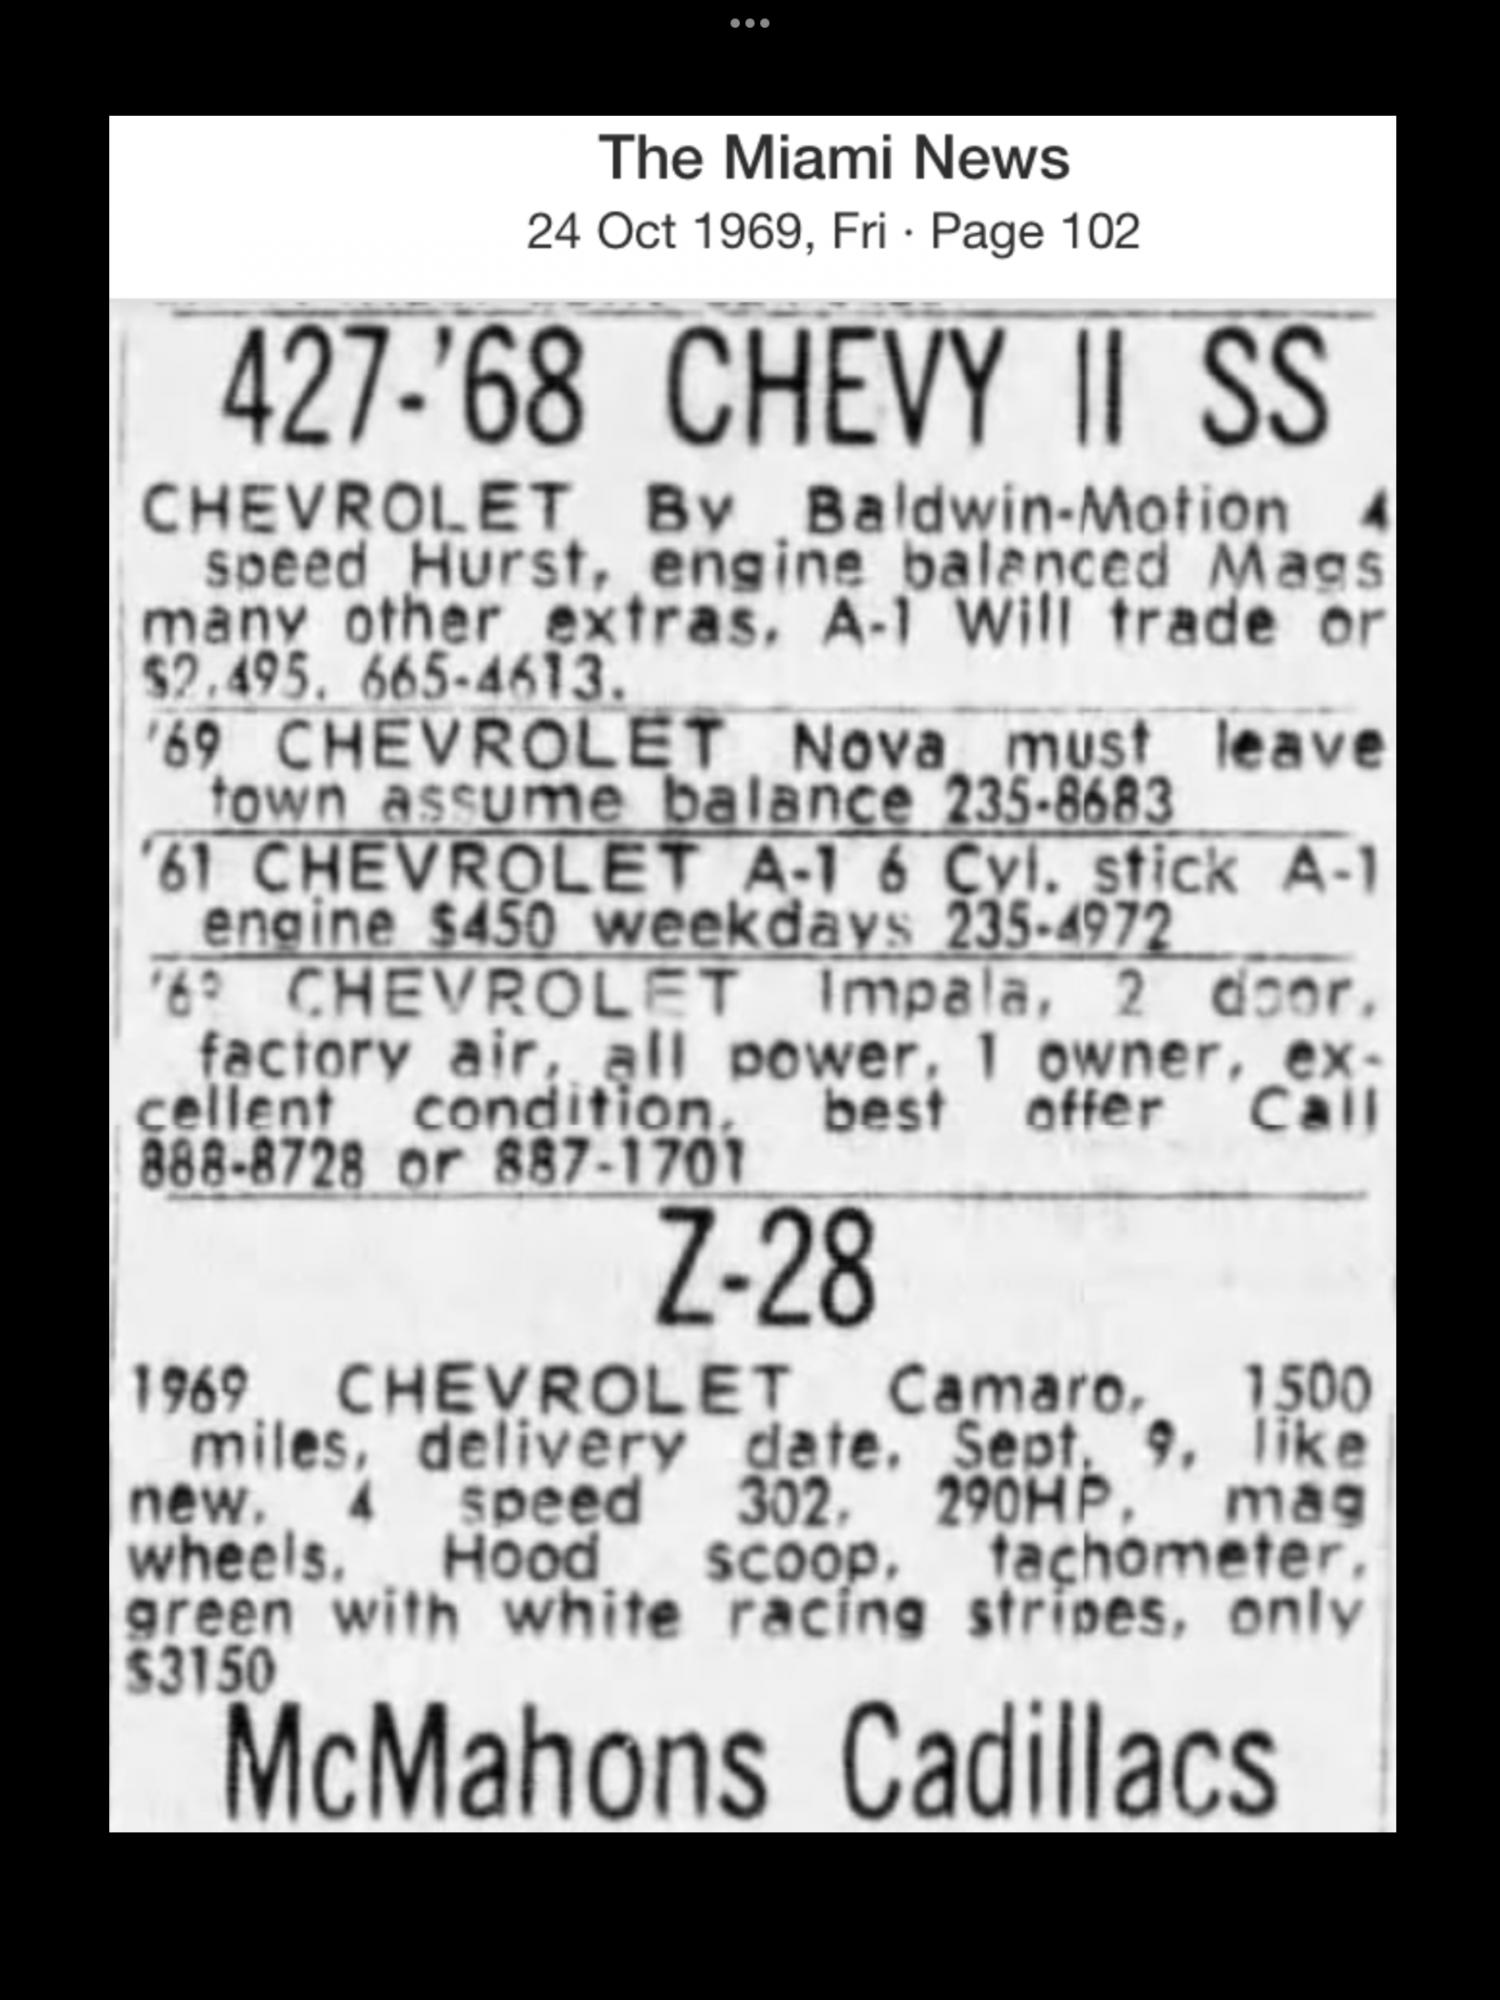 The Miami News
24 Oct 1969, Fri · Page 102
427-'68 CHEVY II SS
CHEVROLET By Baldwin-Motion 4
speed Hurst, engine balanced Mags
many other extras, A-1 Will trade or
$2,495. 665-4613.
'69 CHEVROLET Nova must leave
town assume balance 235-8683
'61 CHEVROLET A-1 6 Cyl. stick A-1
engine $450 weekdays 235-4972
CHEVROLET Impala, 2 door,
factory air, all power, 1 owner, ex-
cellent condition, best offer Call
888-8728 or 887-1701
Z-28
1969 CHEVROLET Camaro, 1500
miles, delivery date, Sept. 9, like
new, 4 speed 302, 290HP, mag
wheels, Hood scoop, tachometer,
green with white racing stripes, only
$3150
McMahons Cadillacs